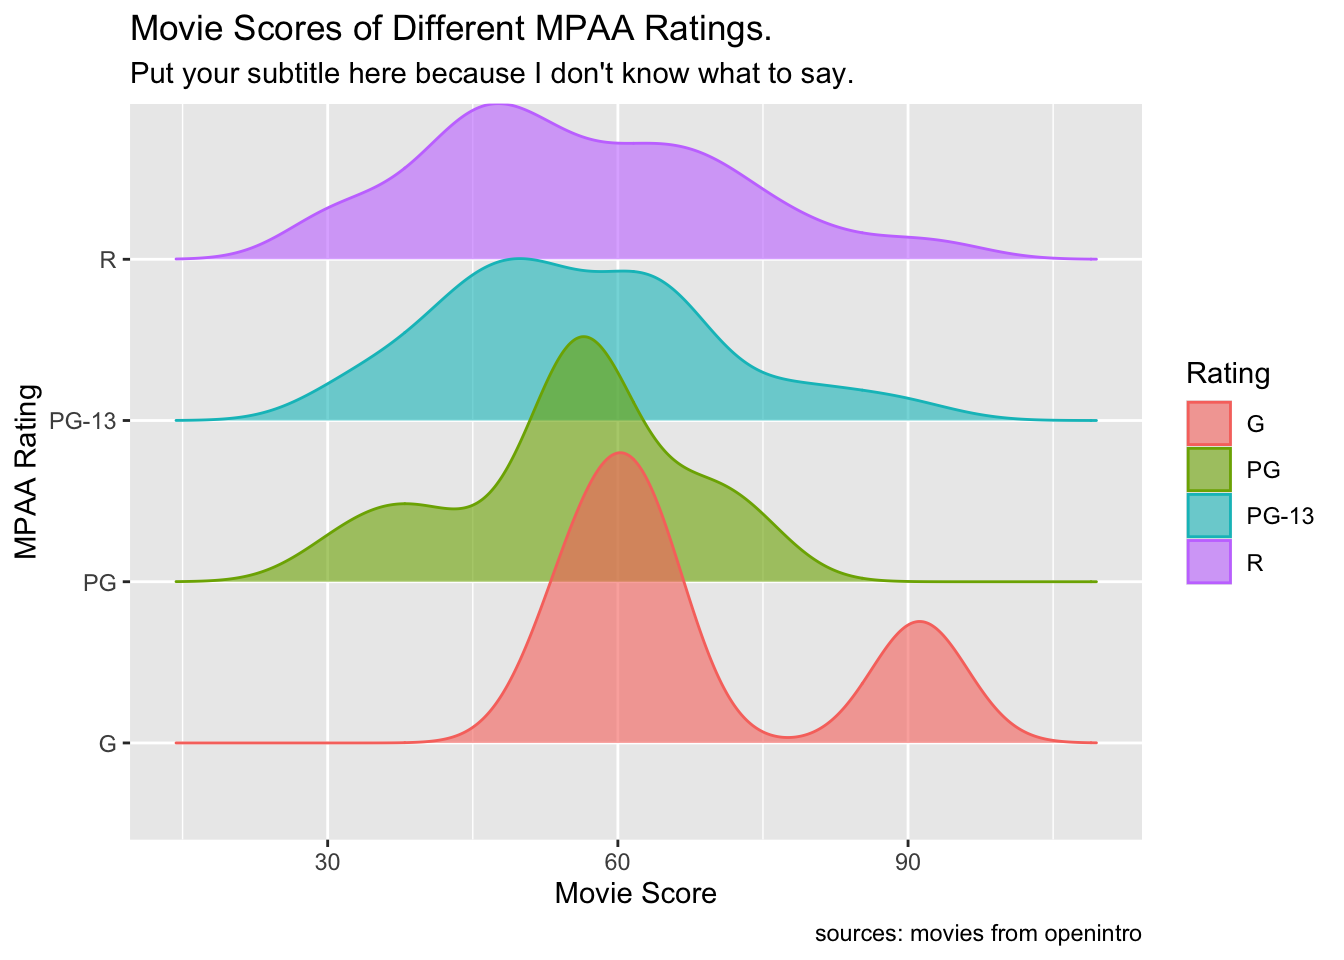 Movie Scores of Different MPAA Ratings.
Put your subtitle here because I don't know what to say.
MPAA Rating
R
PG-13
PG
G
30 60 90
Movie Score
Rating
G
PG
PG-13
R
sources: movies from openintro